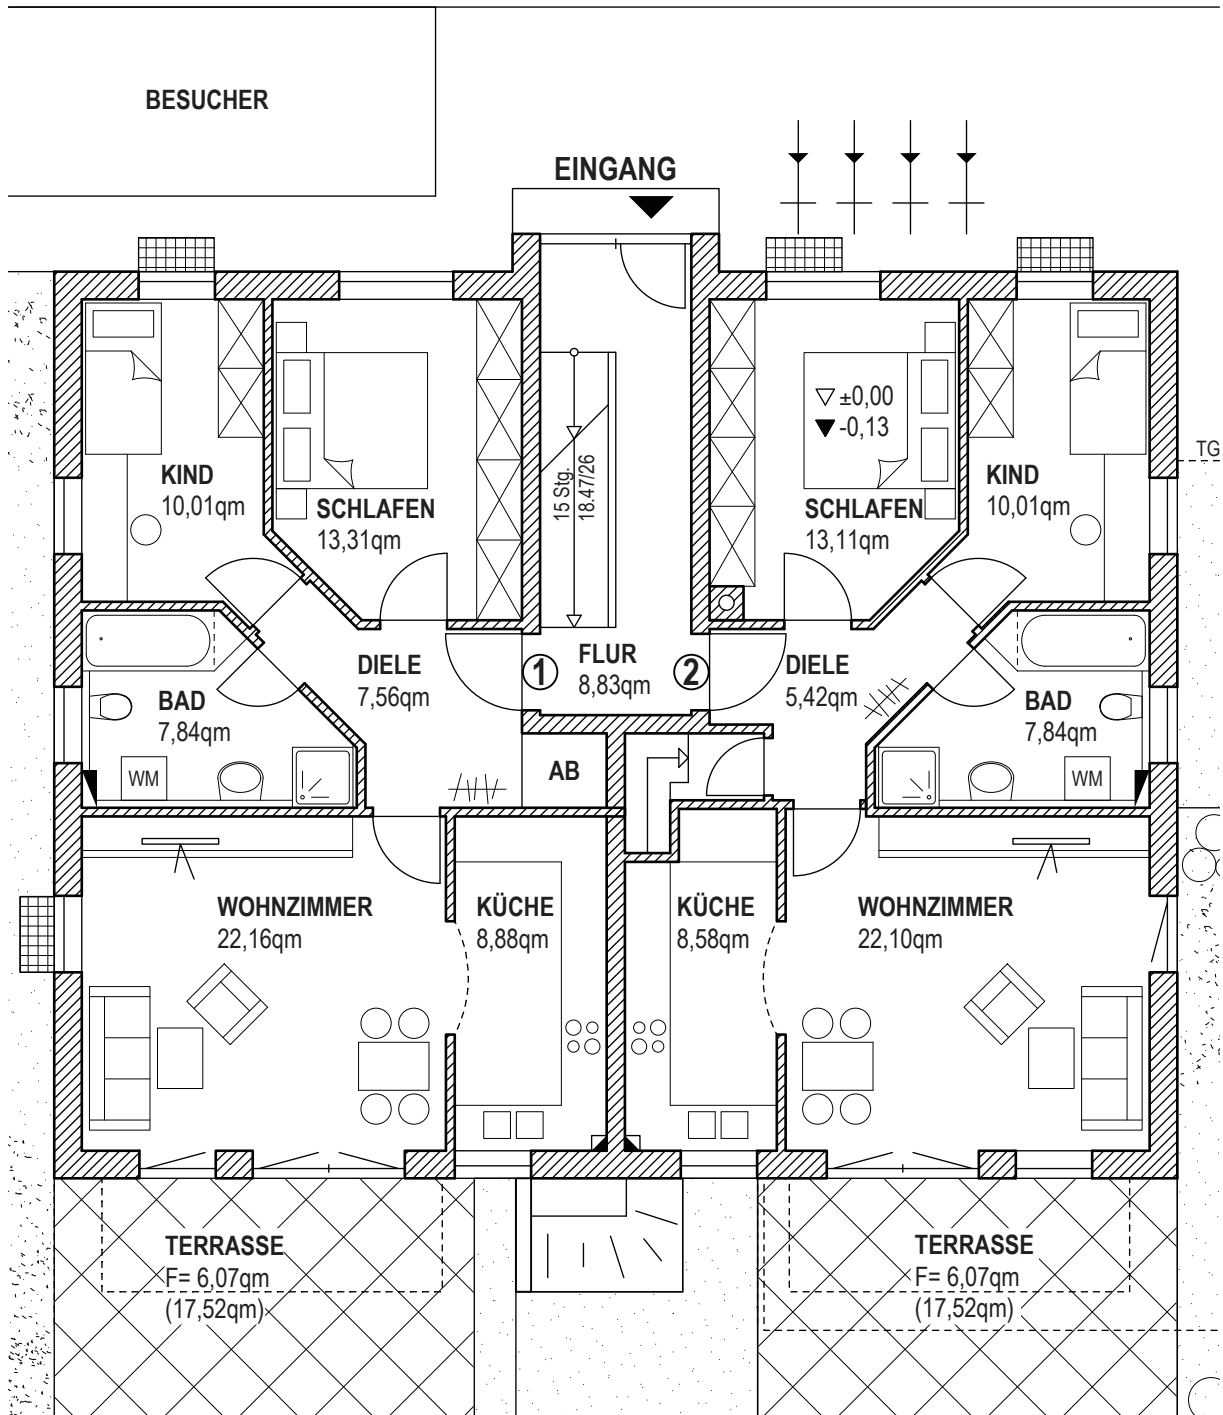 BESUCHER
EINGANG
±0,00
-0,13
TG
KIND
10,01qm
SCHLAFEN
13,31qm
15 Stg.
18.47/26
SCHLAFEN
13,11qm
KIND
10,01qm
BAD
7,84qm
DIELE
7,56qm
1
FLUR
8,83qm
2
DIELE
5,42qm
BAD
7,84qm
WM
AB
WM
WOHNZIMMER
22,16qm
KÜCHE
8,88qm
KÜCHE
8,58qm
WOHNZIMMER
22,10qm
TERRASSE
F= 6,07qm
(17,52qm)
TERRASSE
F= 6,07qm
(17,52qm)